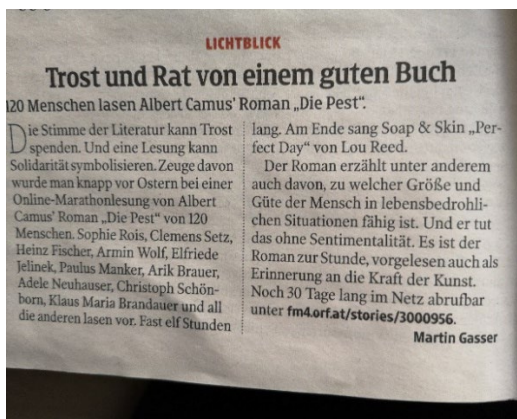 LICHTBLICK
Trost und Rat von einem guten Buch
120 Menschen lasen Albert Camus' Roman „Die Pest“.
Die Stimme der Literatur kann Trost
spenden. Und eine Lesung kann
Solidarität symbolisieren. Zeuge davon
wurde man knapp vor Ostern bei einer
Online-Marathonlesung von Albert
Camus' Roman „Die Pest“ von 120
Menschen. Sophie Rois, Clemens Setz,
Heinz Fischer, Armin Wolf, Elfriede
Jelinek, Paulus Manker, Arik Brauer,
Adele Neuhauser, Christoph Schön-
born, Klaus Maria Brandauer und all
die anderen lasen vor. Fast elf Stunden
lang. Am Ende sang Soap & Skin „Per-
fect Day“ von Lou Reed.
Der Roman erzählt unter anderem
auch davon, zu welcher Größe und
Güte der Mensch in lebensbedrohli-
chen Situationen fähig ist. Und er tut
das ohne Sentimentalität. Es ist der
Roman zur Stunde, vorgelesen auch als
Erinnerung an die Kraft der Kunst.
Noch 30 Tage lang im Netz abrufbar
unter fm4.orf.at/stories/3000956.
Martin Gasser